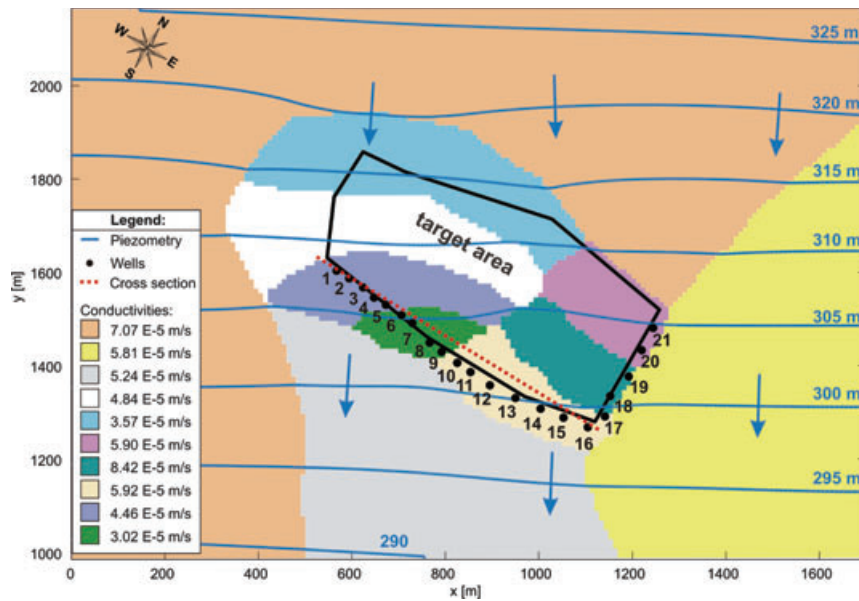 N
W
E
S
325 m
320 m
315 m
310 m
305 m
300 m
295 m
290
target area
1
2
3
4
5
6
7
8
9
10
11
12
13
14
15
16
17
18
19
20
21
Legend:
Piezometry
Wells
Cross section
Conductivities:
7.07 E-5 m/s
5.81 E-5 m/s
5.24 E-5 m/s
4.84 E-5 m/s
3.57 E-5 m/s
5.90 E-5 m/s
8.42 E-5 m/s
5.92 E-5 m/s
4.46 E-5 m/s
3.02 E-5 m/s
y [m]
2000
1800
1600
1400
1200
1000
0 200 400 600 800 1000 1200 1400 1600
x [m]